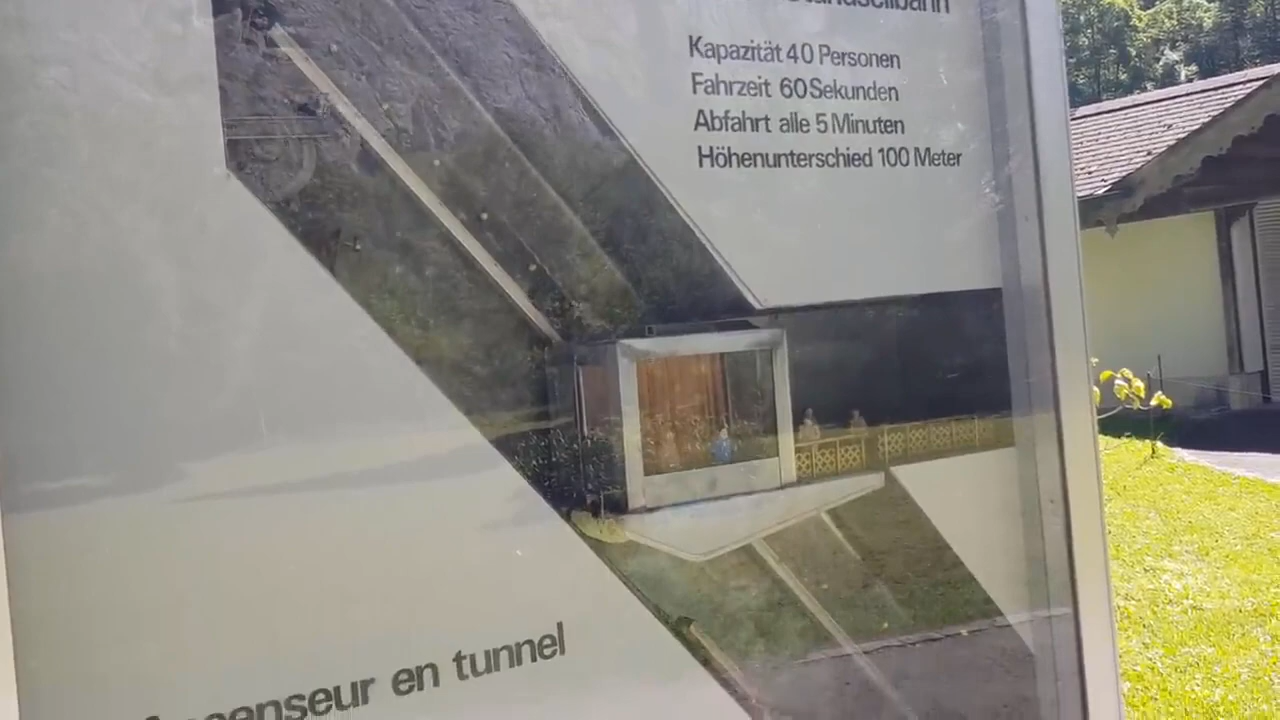 Kapazität 40 Personen
Fahrzeit 60 Sekunden
Abfahrt alle 5 Minuten
Höhenunterschied 100 Meter
en tunnel